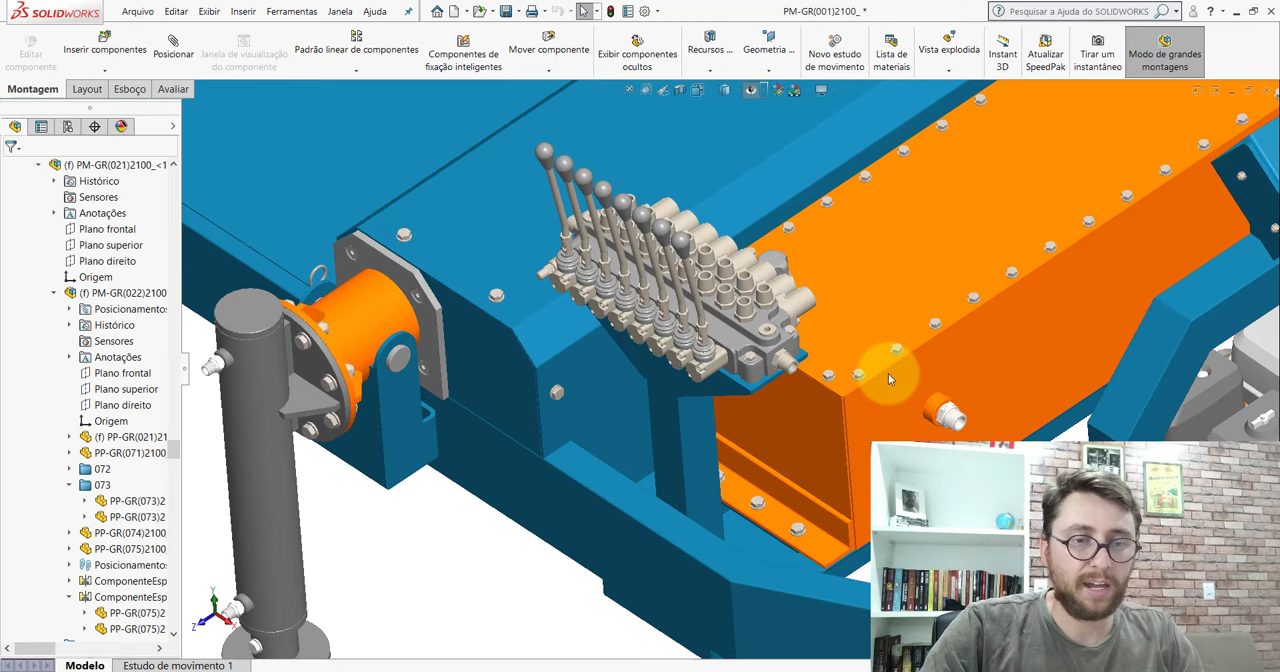 SOLIDWORKS Arquivo Editar Exibir Inserir Ferramentas Janela Ajuda PM-GR(001)2100_ * Pesquisar a Ajuda do SOLIDWORKS
Editar componente
Inserir componentes
Posicionar
Janela de visualização do componente
Padrão linear de componentes
Componentes de fixação inteligentes
Mover componente
Exibir componentes ocultos
Recursos ...
Geometria ...
Novo estudo de movimento
Lista de materiais
Vista explodida
Instant 3D
Atualizar SpeedPak
Tirar um instantâneo
Modo de grandes montagens
Montagem Layout Esboço Avaliar
(f) PM-GR(021)2100_<1
Histórico
Sensores
Anotações
Plano frontal
Plano superior
Plano direito
Origem
(f) PM-GR(022)2100
Posicionamentos
Histórico
Sensores
Anotações
Plano frontal
Plano superior
Plano direito
Origem
(f) PP-GR(021)21
PP-GR(071)2100_
072
073
PP-GR(073)2
PP-GR(073)2
PP-GR(074)2100
PP-GR(075)2100_
Posicionamentos
ComponenteEsp
ComponenteEsp
PP-GR(075)2
PP-GR(075)2
Y
Z
X
Modelo Estudo de movimento 1